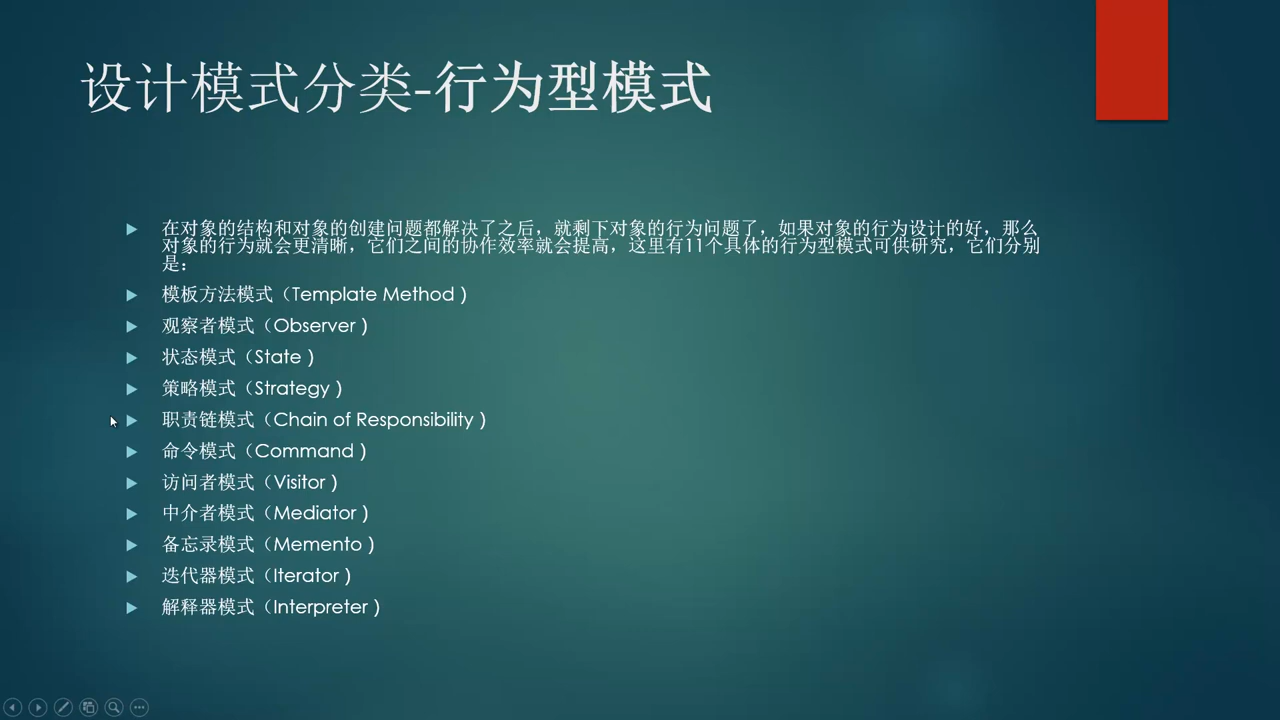 设计模式分类-行为型模式
在对象的结构和对象的创建问题都解决了之后，就剩下对象的行为问题了，如果对象的行为设计的好，那么
对象的行为就会更清晰，它们之间的协作效率就会提高，这里有11个具体的行为型模式可供研究，它们分别
是：
模板方法模式（Template Method )
观察者模式（Observer )
状态模式（State )
策略模式（Strategy )
职责链模式（Chain of Responsibility )
命令模式（Command )
访问者模式（Visitor )
中介者模式（Mediator )
备忘录模式（Memento )
迭代器模式（Iterator )
解释器模式（Interpreter )